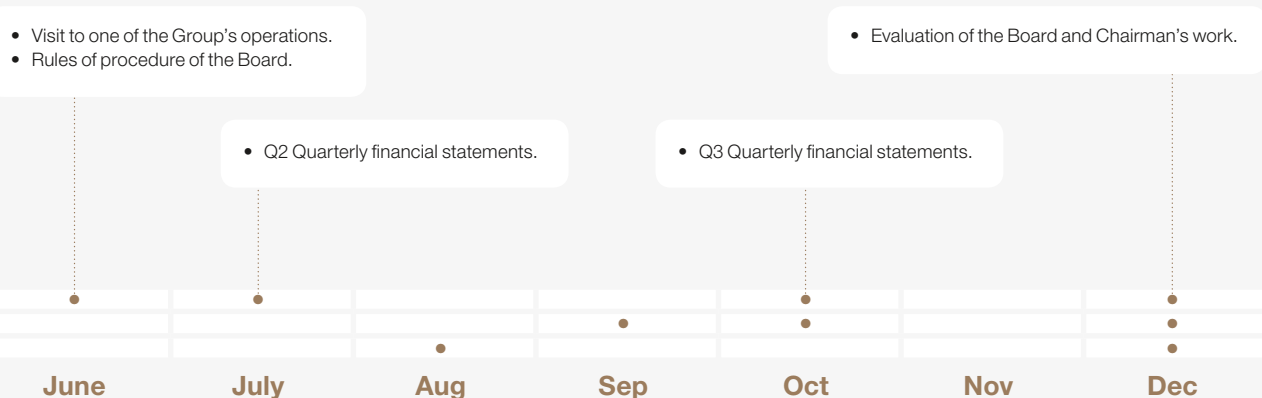 • Visit to one of the Group's operations.
• Rules of procedure of the Board.
• Evaluation of the Board and Chairman's work.
• Q2 Quarterly financial statements.
• Q3 Quarterly financial statements.
June July Aug Sep Oct Nov Dec